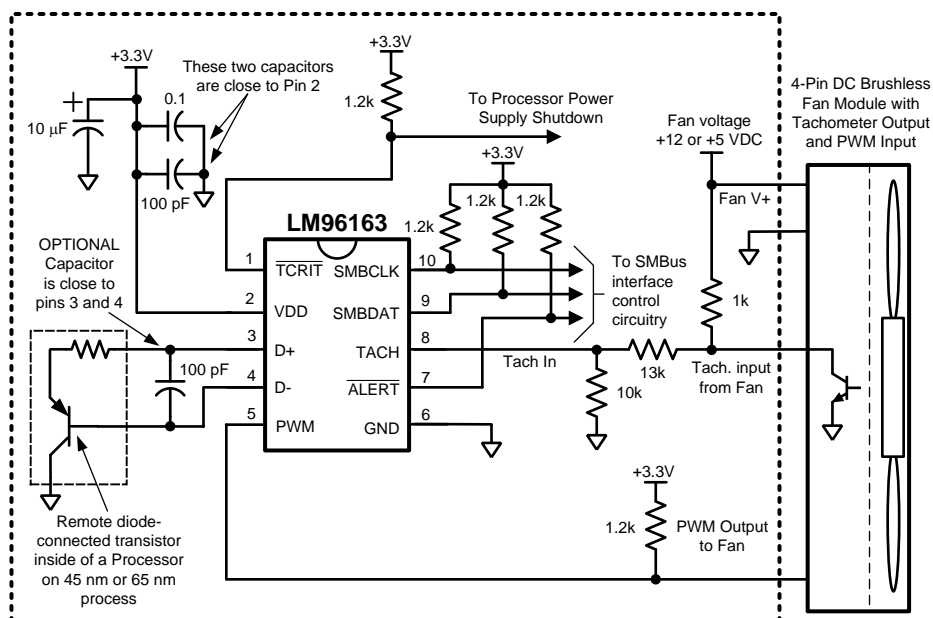 +3.3V
10 µF
0.1
100 pF
These two capacitors
are close to Pin 2
+3.3V
1.2k
To Processor Power
Supply Shutdown
+3.3V
1.2k
1.2k
1.2k
Fan voltage
+12 or +5 VDC
Fan V+
4-Pin DC Brushless
Fan Module with
Tachometer Output
and PWM Input
OPTIONAL
Capacitor
is close to
pins 3 and 4
LM96163
1
TCRIT
2
VDD
3
D+
4
D-
5
PWM
SMBCLK
10
SMBDAT
9
TACH
8
ALERT
7
GND
6
To SMBus
interface
control
circuitry
Tach In
13k
10k
1k
Tach. input
from Fan
100 pF
Remote diode-
connected transistor
inside of a Processor
on 45 nm or 65 nm
process
+3.3V
1.2k
PWM Output
to Fan